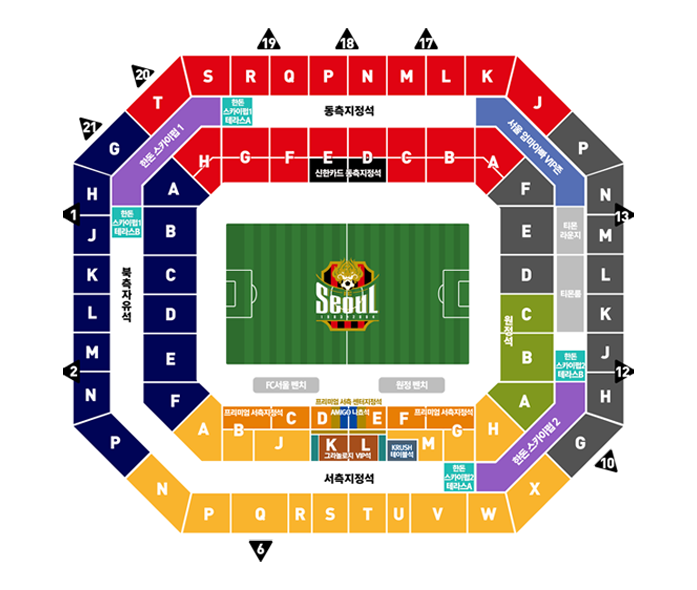 19
18
17
20
S
R
Q
P
N
M
L
K
T
J
21
한돈
스카이펍1
테라스A
동측지정석
G
한돈 스카이펍 1
서울 엄마아빠 VIP존
P
H
G
F
E
D
C
B
A
신한카드 동측지정석
H
A
F
N
1
한돈
스카이펍1
테라스B
13
J
B
E
티몬
라운지
M
북측자유석
K
C
D
L
티몬룸
Seoul
L
D
C
K
원정석
M
E
B
J
한돈
스카이펍2
테라스B
2
12
FC서울 벤치
원정 벤치
N
F
A
H
프리미엄 서측 센터지정석
프리미엄 서측지정석
AMIGO 나초석
프리미엄 서측지정석
A
B
C
D
E
F
G
H
한돈 스카이펍 2
P
J
K
L
그라놀로지 VIP석
KRUSH
테이블석
M
G
10
서측지정석
한돈
스카이펍2
테라스A
N
X
P
Q
R
S
T
U
V
W
6